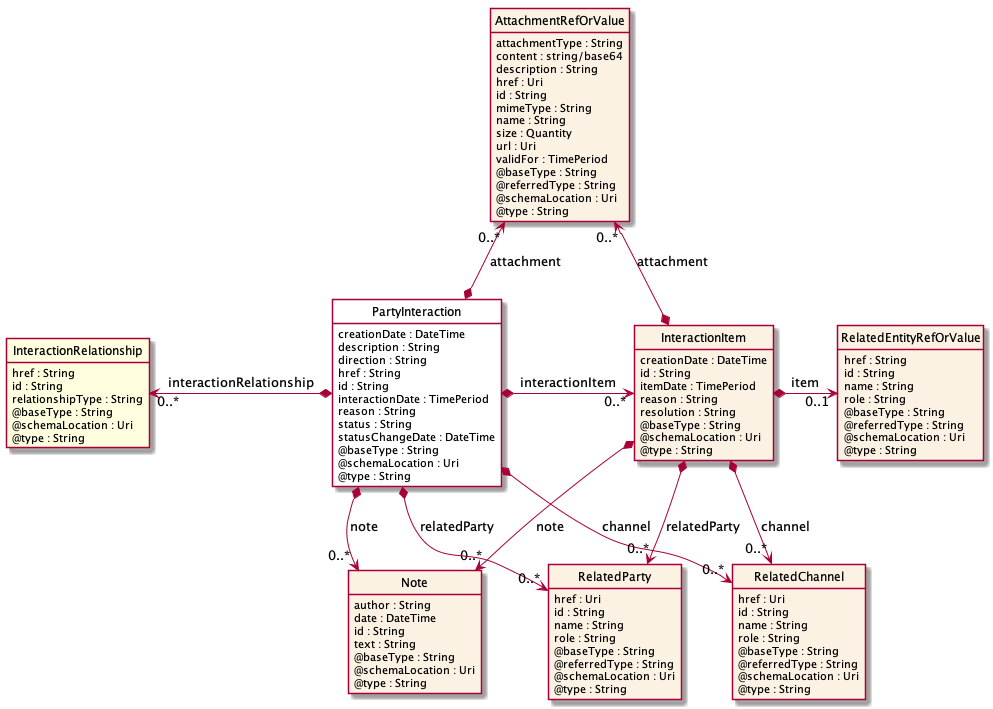 AttachmentRefOrValue
attachmentType : String
content : string/base64
description : String
href : Uri
id : String
mimeType : String
name : String
size : Quantity
url : Uri
validFor : TimePeriod
@baseType : String
@referredType : String
@schemaLocation : Uri
@type : String
0..*
0..*
attachment
attachment
PartyInteraction
creationDate : DateTime
description : String
direction : String
href : String
id : String
interactionDate : TimePeriod
reason : String
status : String
statusChangeDate : DateTime
@baseType : String
@schemaLocation : Uri
@type : String
InteractionItem
creationDate : DateTime
id : String
itemDate : TimePeriod
reason : String
resolution : String
@baseType : String
@schemaLocation : Uri
@type : String
RelatedEntityRefOrValue
href : String
id : String
name : String
role : String
@baseType : String
@referredType : String
@schemaLocation : Uri
@type : String
InteractionRelationship
href : String
id : String
relationshipType : String
@baseType : String
@schemaLocation : Uri
@type : String
interactionRelationship
0..*
interactionItem
0..*
item
0..1
note
relatedParty
note
channel
relatedParty
channel
0..*
0..*
0..*
0..*
0..*
0..*
Note
author : String
date : DateTime
id : String
text : String
@baseType : String
@schemaLocation : Uri
@type : String
RelatedParty
href : Uri
id : String
name : String
role : String
@baseType : String
@referredType : String
@schemaLocation : Uri
@type : String
RelatedChannel
href : Uri
id : String
name : String
role : String
@baseType : String
@referredType : String
@schemaLocation : Uri
@type : String